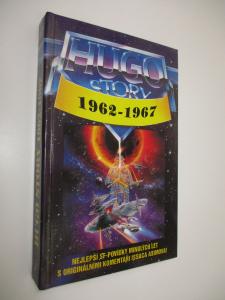 HUGO
STORY
1962-1967
NEJLEPŠÍ SF-POVÍDKY MINULÝCH LET
S ORIGINÁLNÍMI KOMENTÁŘI ISAACA ASIMOVA